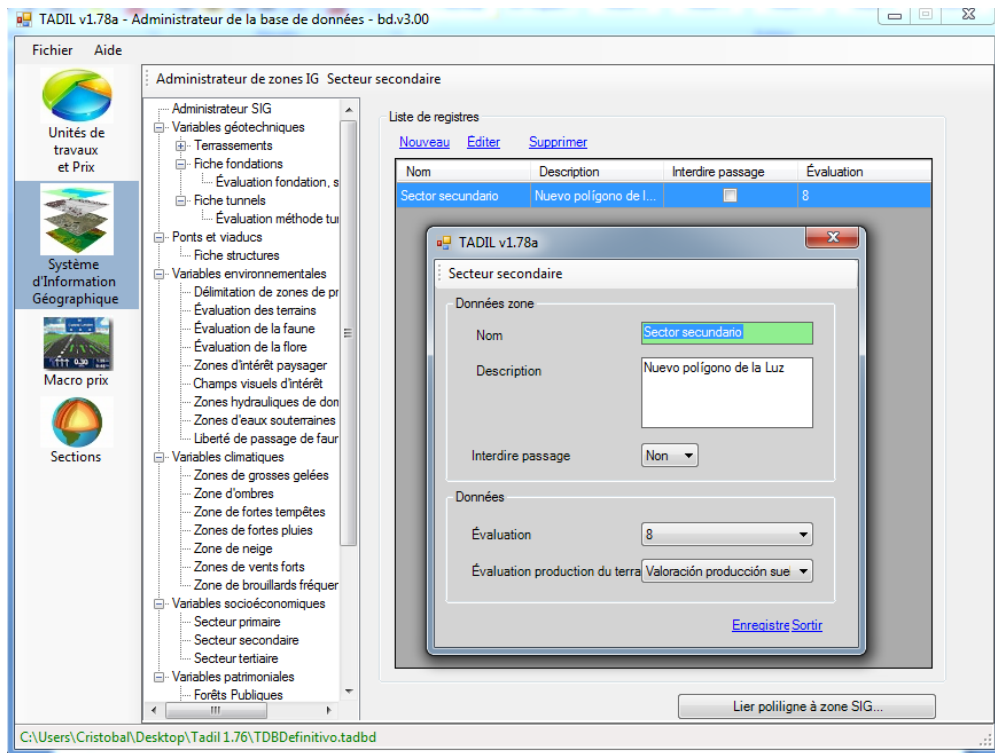 TADIL v1.78a - Administrateur de la base de données - bd.v3.00
Fichier Aide
Unités de
travaux
et Prix
Système
d'Information
Géographique
Macro prix
Sections
Administrateur de zones IG Secteur secondaire
Administrateur SIG
Variables géotechniques
Terrassements
Fiche fondations
Évaluation fondation, s
Fiche tunnels
Évaluation méthode tui
Ponts et viaducs
Fiche structures
Variables environnementales
Délimitation de zones de pr
Évaluation des terrains
Évaluation de la faune
Évaluation de la flore
Zones d'intérêt paysager
Champs visuels d'intérêt
Zones hydrauliques de don
Zones d'eaux souterraines
Liberté de passage de faur
Variables climatiques
Zones de grosses gelées
Zone d'ombres
Zone de fortes tempêtes
Zones de fortes pluies
Zone de neige
Zones de vents forts
Zone de brouillards fréquer
Variables socioéconomiques
Secteur primaire
Secteur secondaire
Secteur tertiaire
Variables patrimoniales
Forêts Publiques
Liste de registres
Nouveau Éditer Supprimer
Nom Description Interdire passage Évaluation
Sector secundario Nuevo polígono de l... 8
TADIL v1.78a
Secteur secondaire
Données zone
Nom Sector secundario
Description Nuevo polígono de la Luz
Interdire passage Non
Données
Évaluation 8
Évaluation production du terra Valoración producción sue
Enregistre Sortir
Lier poliligne à zone SIG...
C:\Users\Cristobal\Desktop\Tadil 1.76\TDBDefinitivo.tadbd